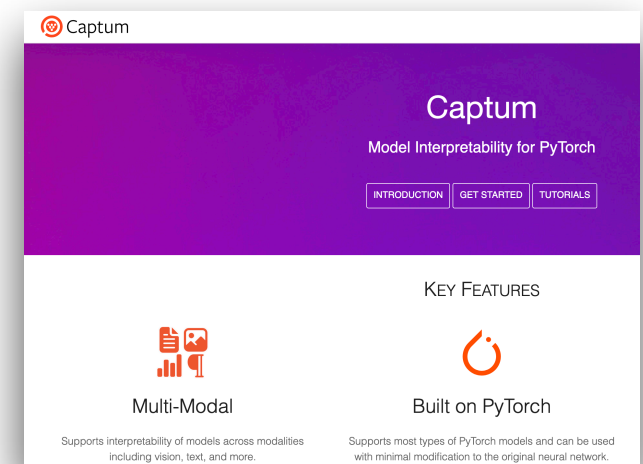 Captum
Captum
Model Interpretability for PyTorch
INTRODUCTION GET STARTED TUTORIALS
KEY FEATURES
Multi-Modal
Supports interpretability of models across modalities
including vision, text, and more.
Built on PyTorch
Supports most types of PyTorch models and can be used
with minimal modification to the original neural network.